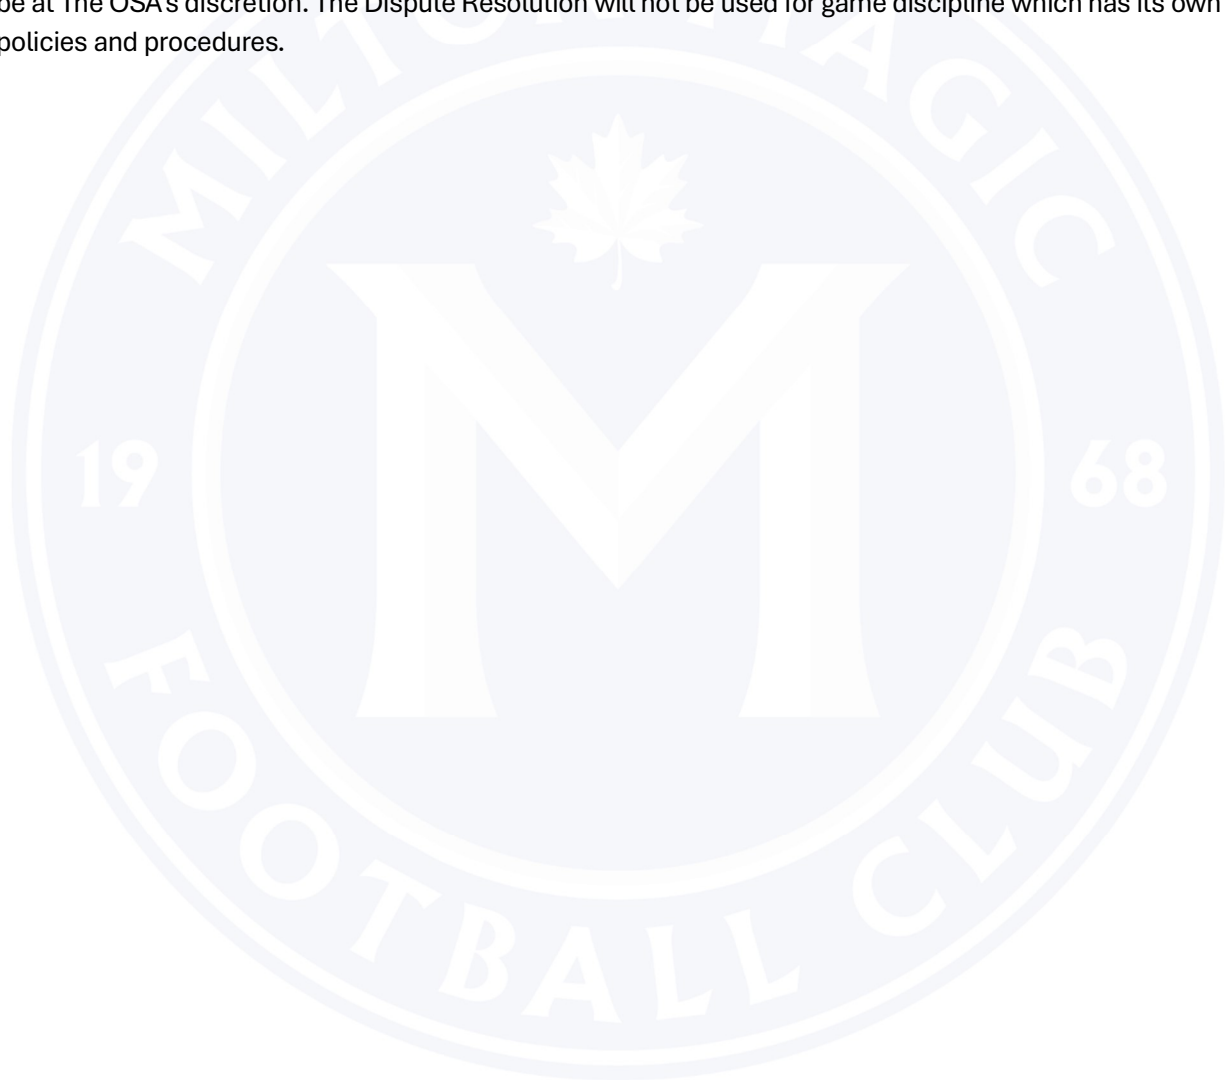 be at The OSA's discretion. The Dispute Resolution will not be used for game discipline which has its own
policies and procedures.
MILTON MAGIC
19
68
M
FOOTBALL CLUB